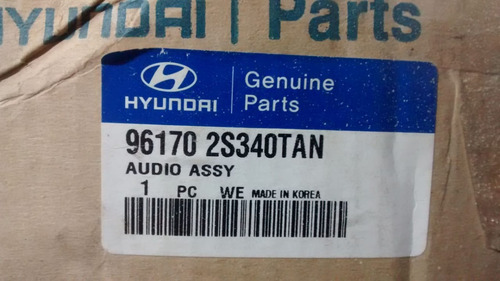 HYUNDAI | Parts
HYUNDAI
Genuine
Parts
96170 2S340TAN
AUDIO ASSY
1 PC WE MADE IN KOREA